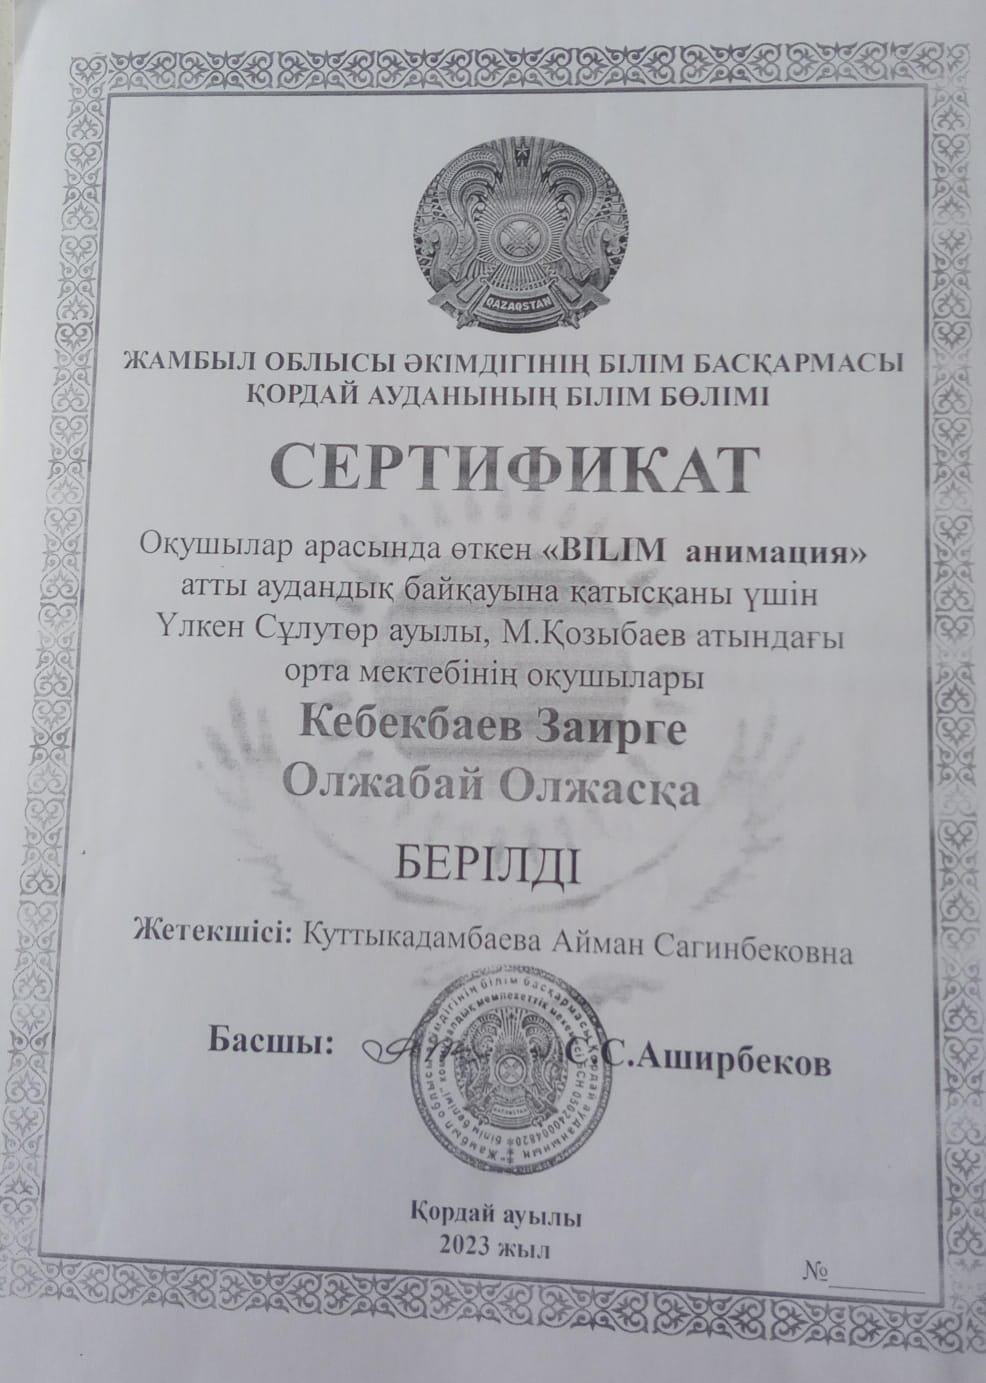 QAZAQSTAN
ЖАМБЫЛ ОБЛЫСЫ ӘКІМДІГІНІҢ БІЛІМ БАСҚАРМАСЫ
ҚОРДАЙ АУДАНЫНЫҢ БІЛІМ БӨЛІМІ
СЕРТИФИКАТ
Оқушылар арасында өткен «BILIM анимация»
атты аудандық байқауына қатысқаны үшін
Үлкен Сұлутөр ауылы, М.Қозыбаев атындағы
орта мектебінің оқушылары
Кебекбаев Заирге
Олжабай Олжасқа
БЕРІЛДІ
Жетекшісі: Куттыкадамбаева Айман Сагинбековна
Басшы: С.С.Аширбеков
Қордай ауылы
2023 жыл
№